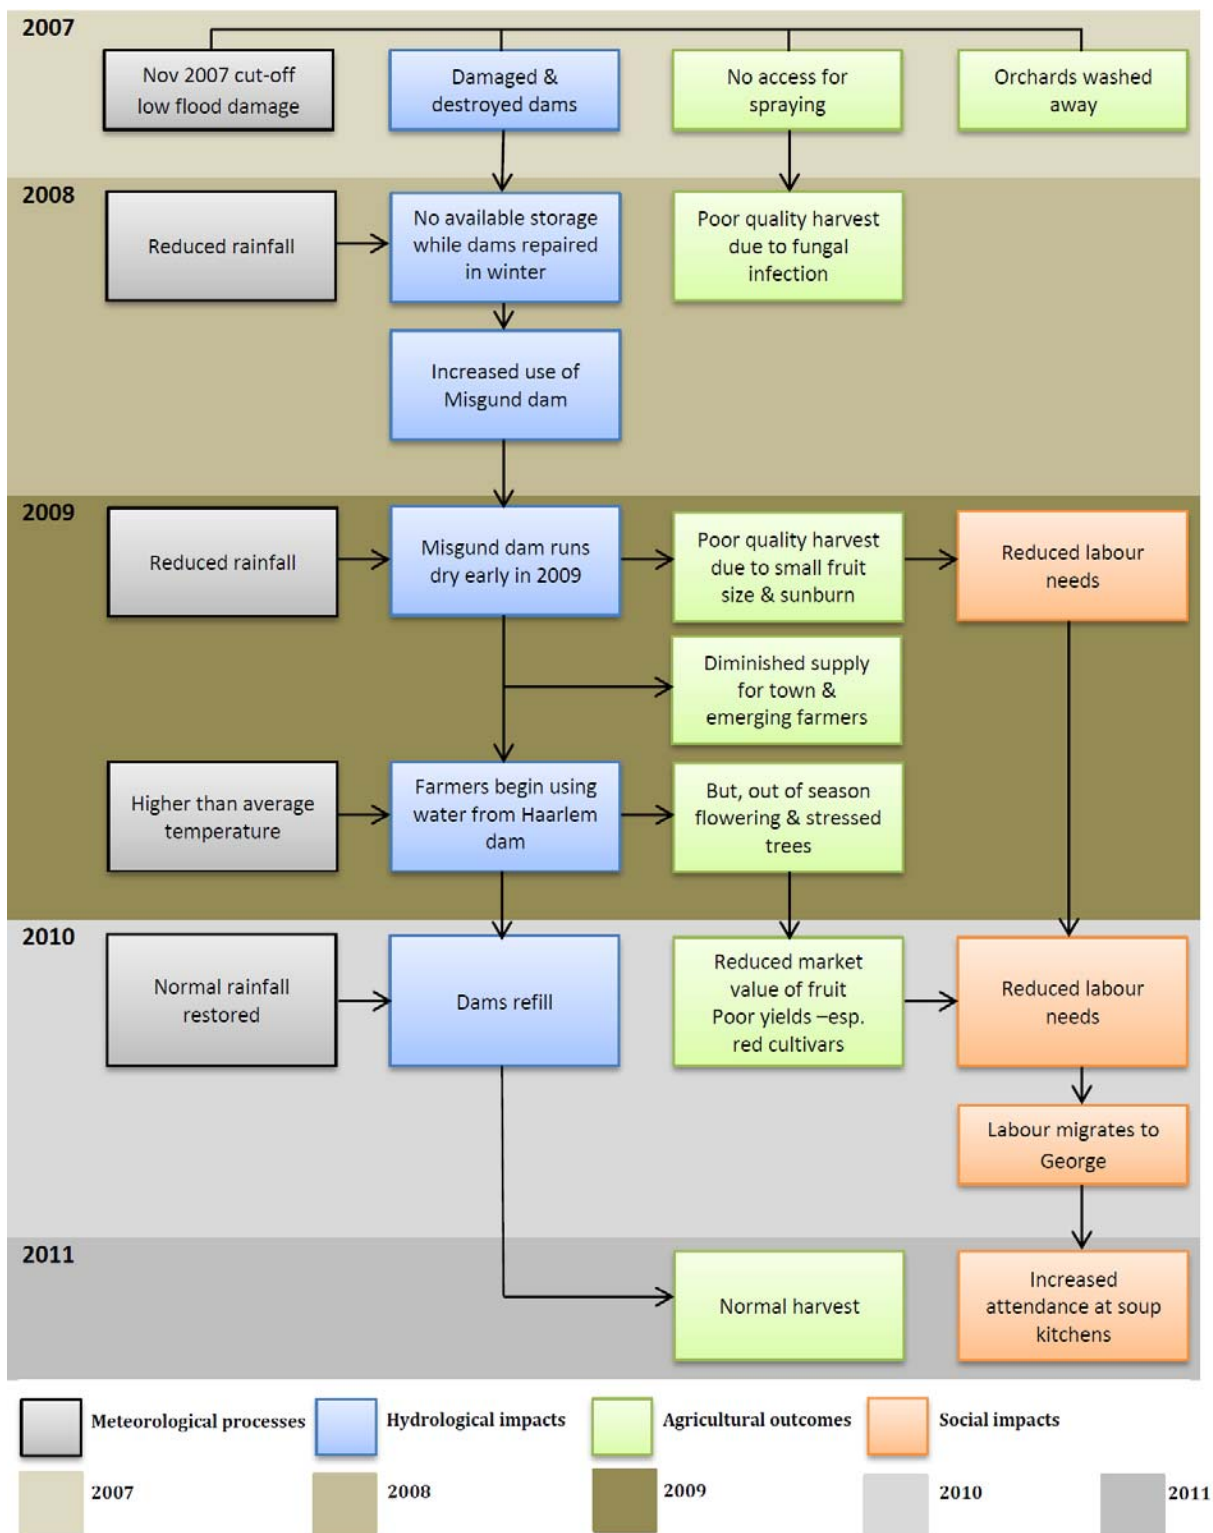 2007
Nov 2007 cut-off
low flood damage
Damaged &
destroyed dams
No access for
spraying
Orchards washed
away
2008
Reduced rainfall
No available storage
while dams repaired
in winter
Poor quality harvest
due to fungal
infection
Increased use of
Misgund dam
2009
Reduced rainfall
Misgund dam runs
dry early in 2009
Poor quality harvest
due to small fruit
size & sunburn
Reduced labour
needs
Diminished supply
for town &
emerging farmers
Higher than average
temperature
Farmers begin using
water from Haarlem
dam
But, out of season
flowering & stressed
trees
2010
Normal rainfall
restored
Dams refill
Reduced market
value of fruit
Poor yields –esp.
red cultivars
Reduced labour
needs
Labour migrates to
George
2011
Normal harvest
Increased
attendance at soup
kitchens
Meteorological processes
Hydrological impacts
Agricultural outcomes
Social impacts
2007
2008
2009
2010
2011